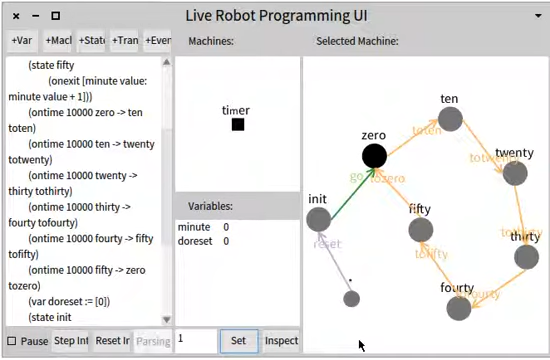 Live Robot Programming UI
+Var +Macl +State +Tran +Even
Machines:
Selected Machine:
(state fifty
(onexit [minute value:
minute value + 1]))
(ontime 10000 zero -> ten
toten)
(ontime 10000 ten -> twenty
totwenty)
(ontime 10000 twenty ->
thirty tothirty)
(ontime 10000 thirty ->
fourty tofourty)
(ontime 10000 fourty -> fifty
tofifty)
(ontime 10000 fifty -> zero
tozero)
(var doreset := [0])
(state init
timer
Variables:
minute 0
doreset 0
ten
toten
zero
twenty
totwenty
go
tozero
init
fifty
reset
tofifty
tothirty
thirty
fourty
tofourty
Pause
Step Int
Reset Ir
Parsing
1
Set
Inspect